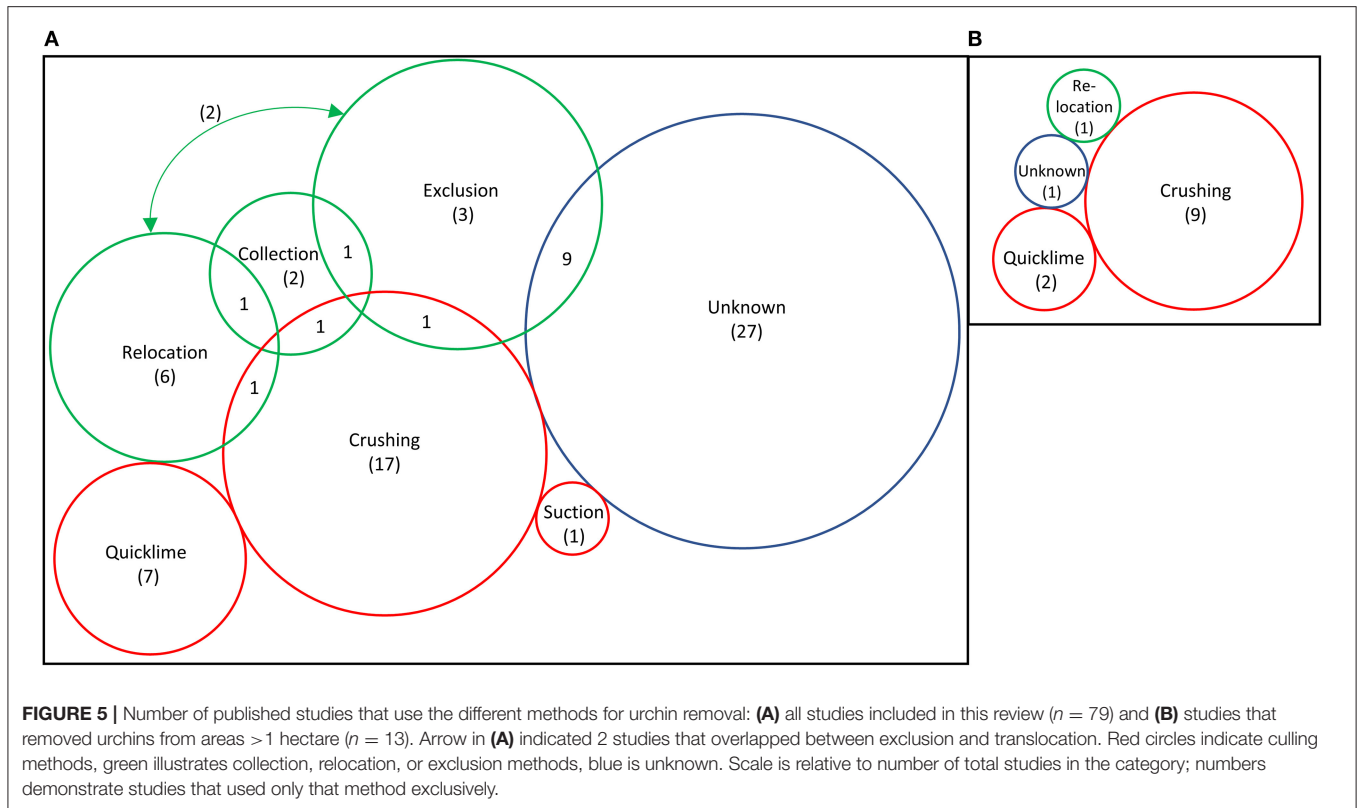 A
B
(2)
Exclusion
(3)
Collection
(2)
1
9
1
1
1
Relocation
(6)
1
Unknown
(27)
Crushing
(17)
Quicklime
(7)
Suction
(1)
Re-
location
(1)
Unknown
(1)
Crushing
(9)
Quicklime
(2)
FIGURE 5 | Number of published studies that use the different methods for urchin removal: (A) all studies included in this review (n = 79) and (B) studies that
removed urchins from areas >1 hectare (n = 13). Arrow in (A) indicated 2 studies that overlapped between exclusion and translocation. Red circles indicate culling
methods, green illustrates collection, relocation, or exclusion methods, blue is unknown. Scale is relative to number of total studies in the category; numbers
demonstrate studies that used only that method exclusively.